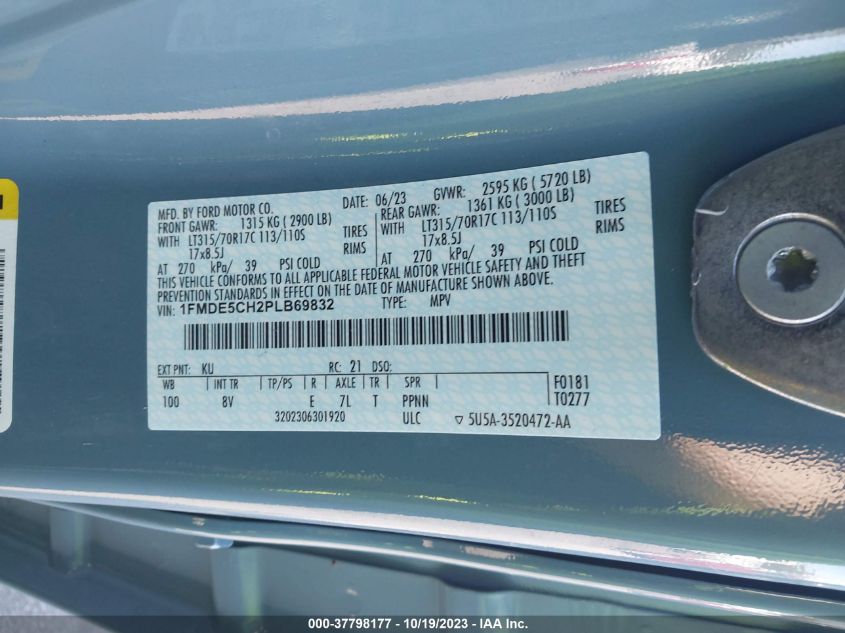 MFD. BY FORD MOTOR CO.
DATE: 06/23 GVWR: 2595 KG ( 5720 LB)
FRONT GAWR: 1315 KG ( 2900 LB)
REAR GAWR: 1361 KG ( 3000 LB)
WITH LT315/70R17C 113/110S TIRES
WITH LT315/70R17C 113/110S TIRES
17x8.5J RIMS
17x8.5J RIMS
AT 270 kPa/ 39 PSI COLD
AT 270 kPa/ 39 PSI COLD
THIS VEHICLE CONFORMS TO ALL APPLICABLE FEDERAL MOTOR VEHICLE SAFETY AND THEFT
PREVENTION STANDARDS IN EFFECT ON THE DATE OF MANUFACTURE SHOWN ABOVE.
VIN: 1FMDE5CH2PLB69832 TYPE: MPV
EXT PNT: KU RC: 21 DSO:
WB INT TR TP/PS R AXLE TR SPR F0181
100 8V E 7L T PPNN T0277
3202306301920 ULC ▽ 5U5A-3520472-AA
000-37798177 - 10/19/2023 - IAA Inc.